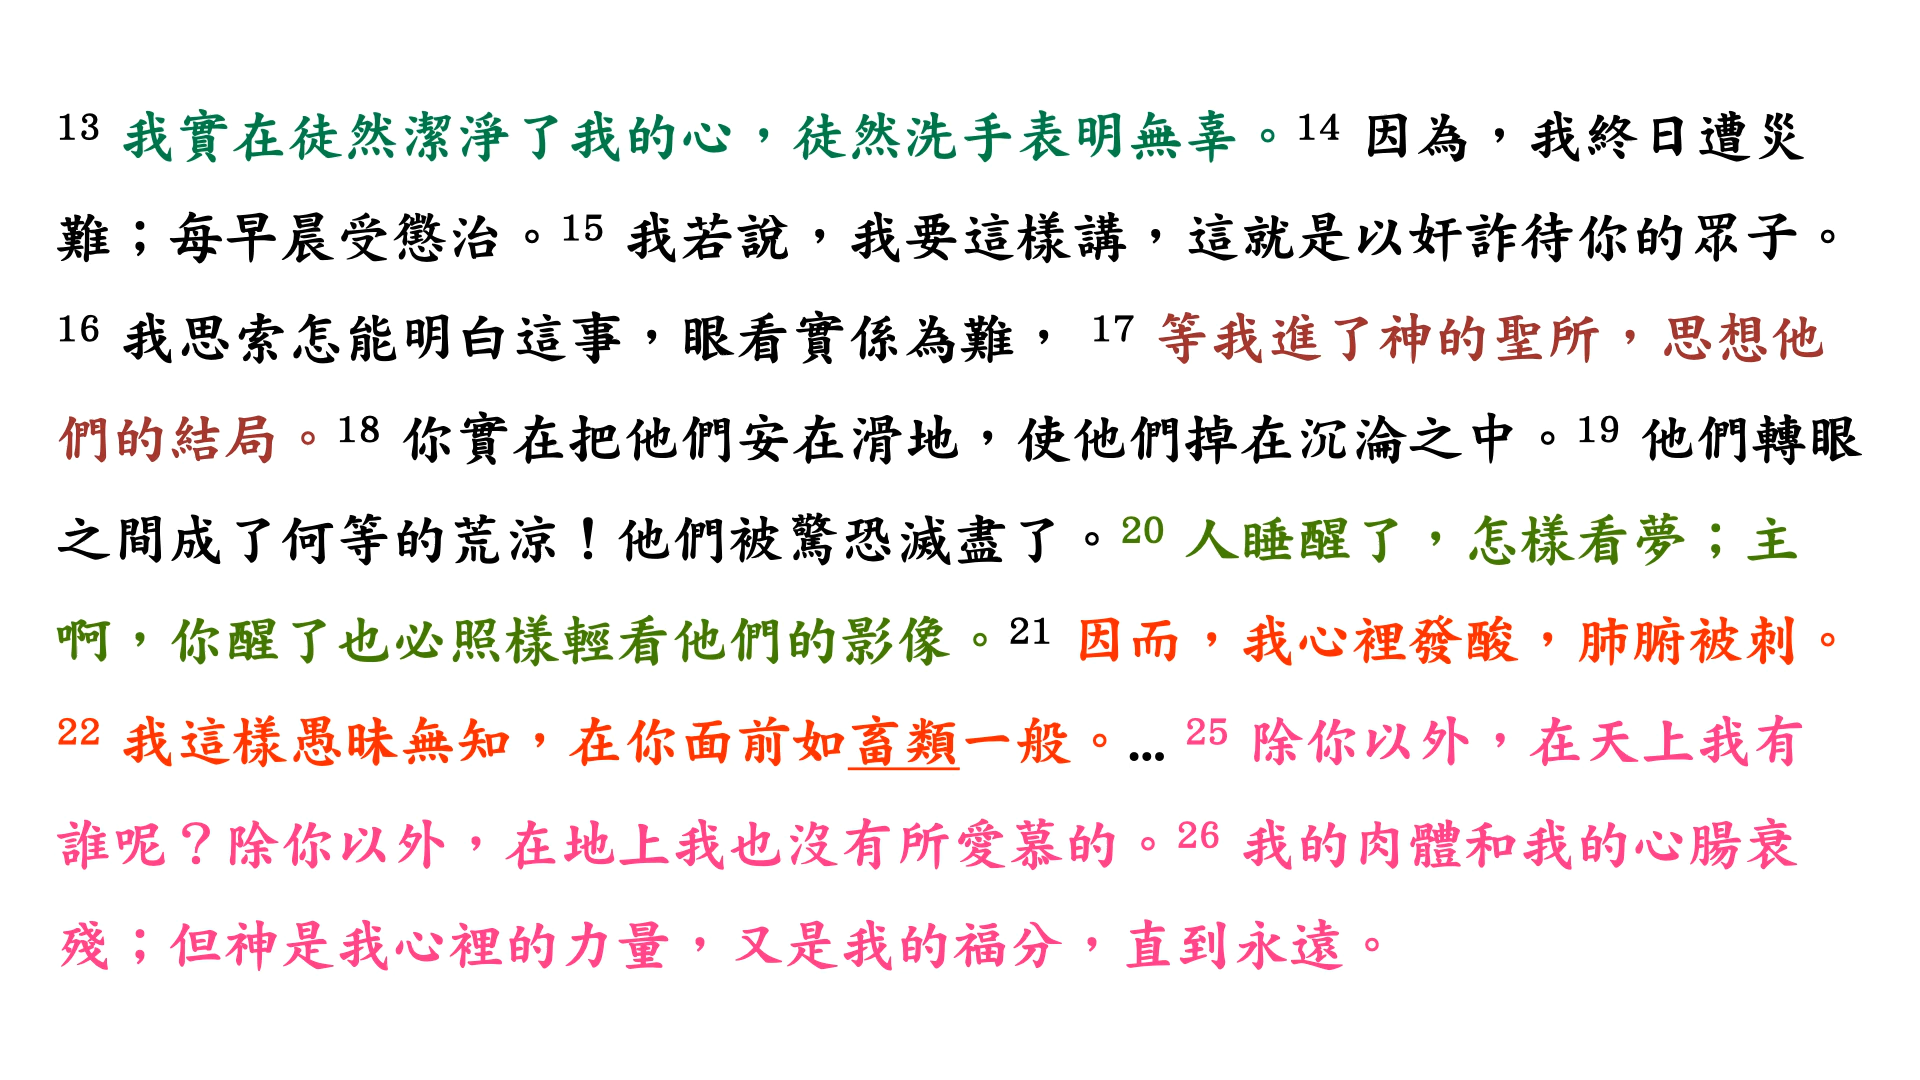 13 我實在徒然潔淨了我的心，徒然洗手表明無辜。14 因為，我終日遭災
難；每早晨受懲治。15 我若說，我要這樣講，這就是以奸詐待你的眾子。
16 我思索怎能明白這事，眼看實係為難， 17 等我進了神的聖所，思想他
們的結局。18 你實在把他們安在滑地，使他們掉在沉淪之中。19 他們轉眼
之間成了何等的荒涼！他們被驚恐滅盡了。20 人睡醒了，怎樣看夢；主
啊，你醒了也必照樣輕看他們的影像。21 因而，我心裡發酸，肺腑被刺。
22 我這樣愚昧無知，在你面前如畜類一般。... 25 除你以外，在天上我有
誰呢？除你以外，在地上我也沒有所愛慕的。26 我的肉體和我的心腸衰
殘；但神是我心裡的力量，又是我的福分，直到永遠。